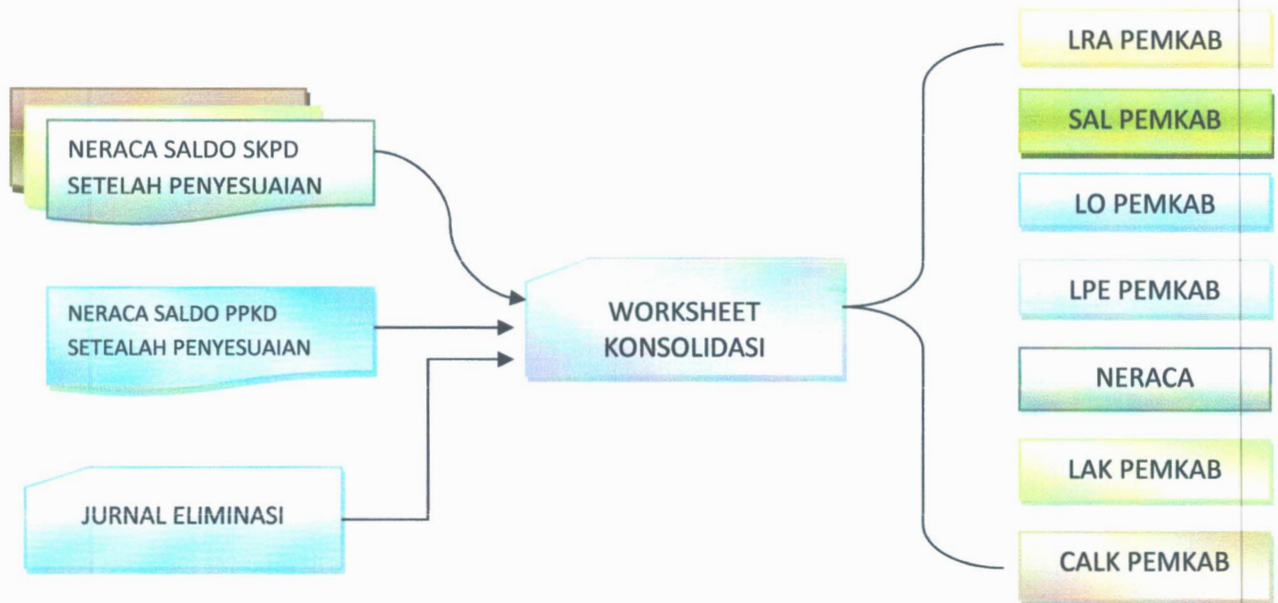 NERACA SALDO SKPD
SETELAH PENYESUAIAN
NERACA SALDO PPKD
SETEALAH PENYESUAIAN
JURNAL ELIMINASI
WORKSHEET
KONSOLIDASI
LRA PEMKAB
SAL PEMKAB
LO PEMKAB
LPE PEMKAB
NERACA
LAK PEMKAB
CALK PEMKAB